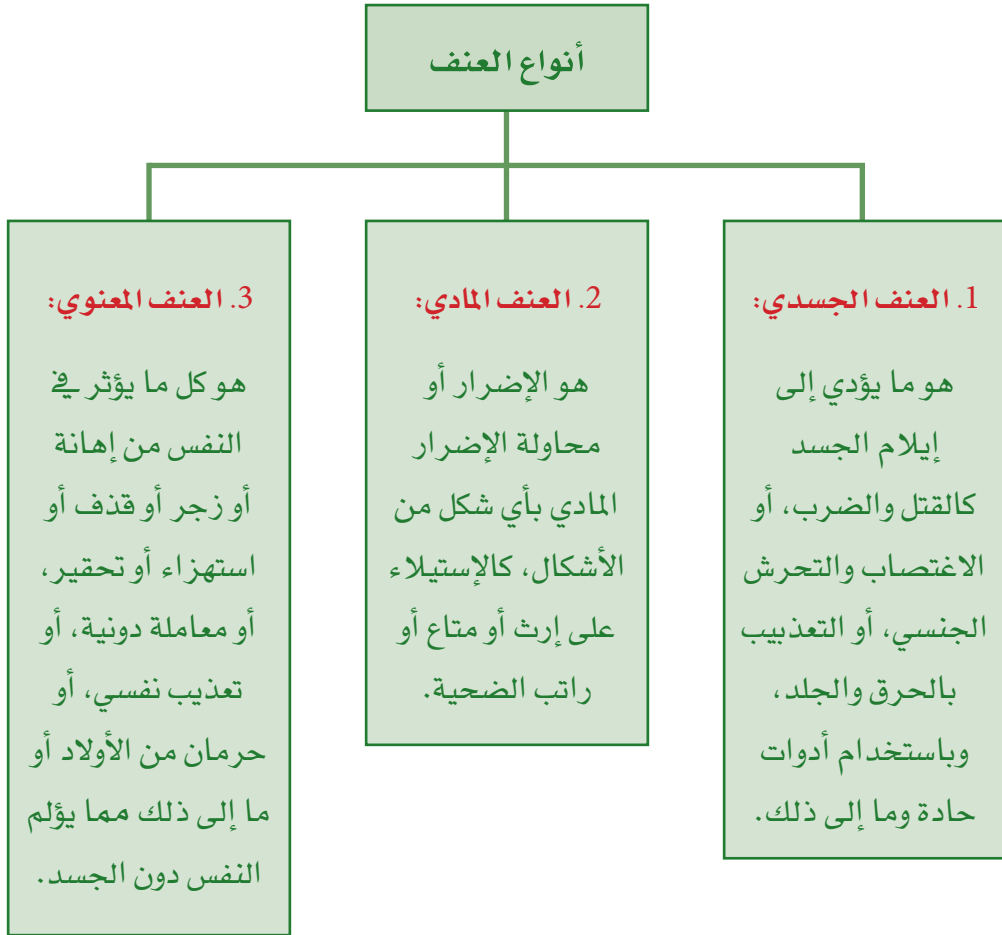 أنواع العنف
1. العنف الجسدي:
هو ما يؤدي إلى
إيلام الجسد
كالقتل والضرب، أو
الاغتصاب والتحرش
الجنسي، أو التعذبيب
بالحرق والجلد،
وباستخدام أدوات
حادة وما إلى ذلك.
2. العنف المادي:
هو الإضرار أو
محاولة الإضرار
المادي بأي شكل من
الأشكال، كالإستيلاء
على إرث أو متاع أو
راتب الضحية.
3. العنف المعنوي:
هو كل ما يؤثر في
النفس من إهانة
أو زجر أو قذف أو
استهزاء أو تحقير،
أو معاملة دونية، أو
تعذيب نفسي، أو
حرمان من الأولاد أو
ما إلى ذلك مما يؤلم
النفس دون الجسد.